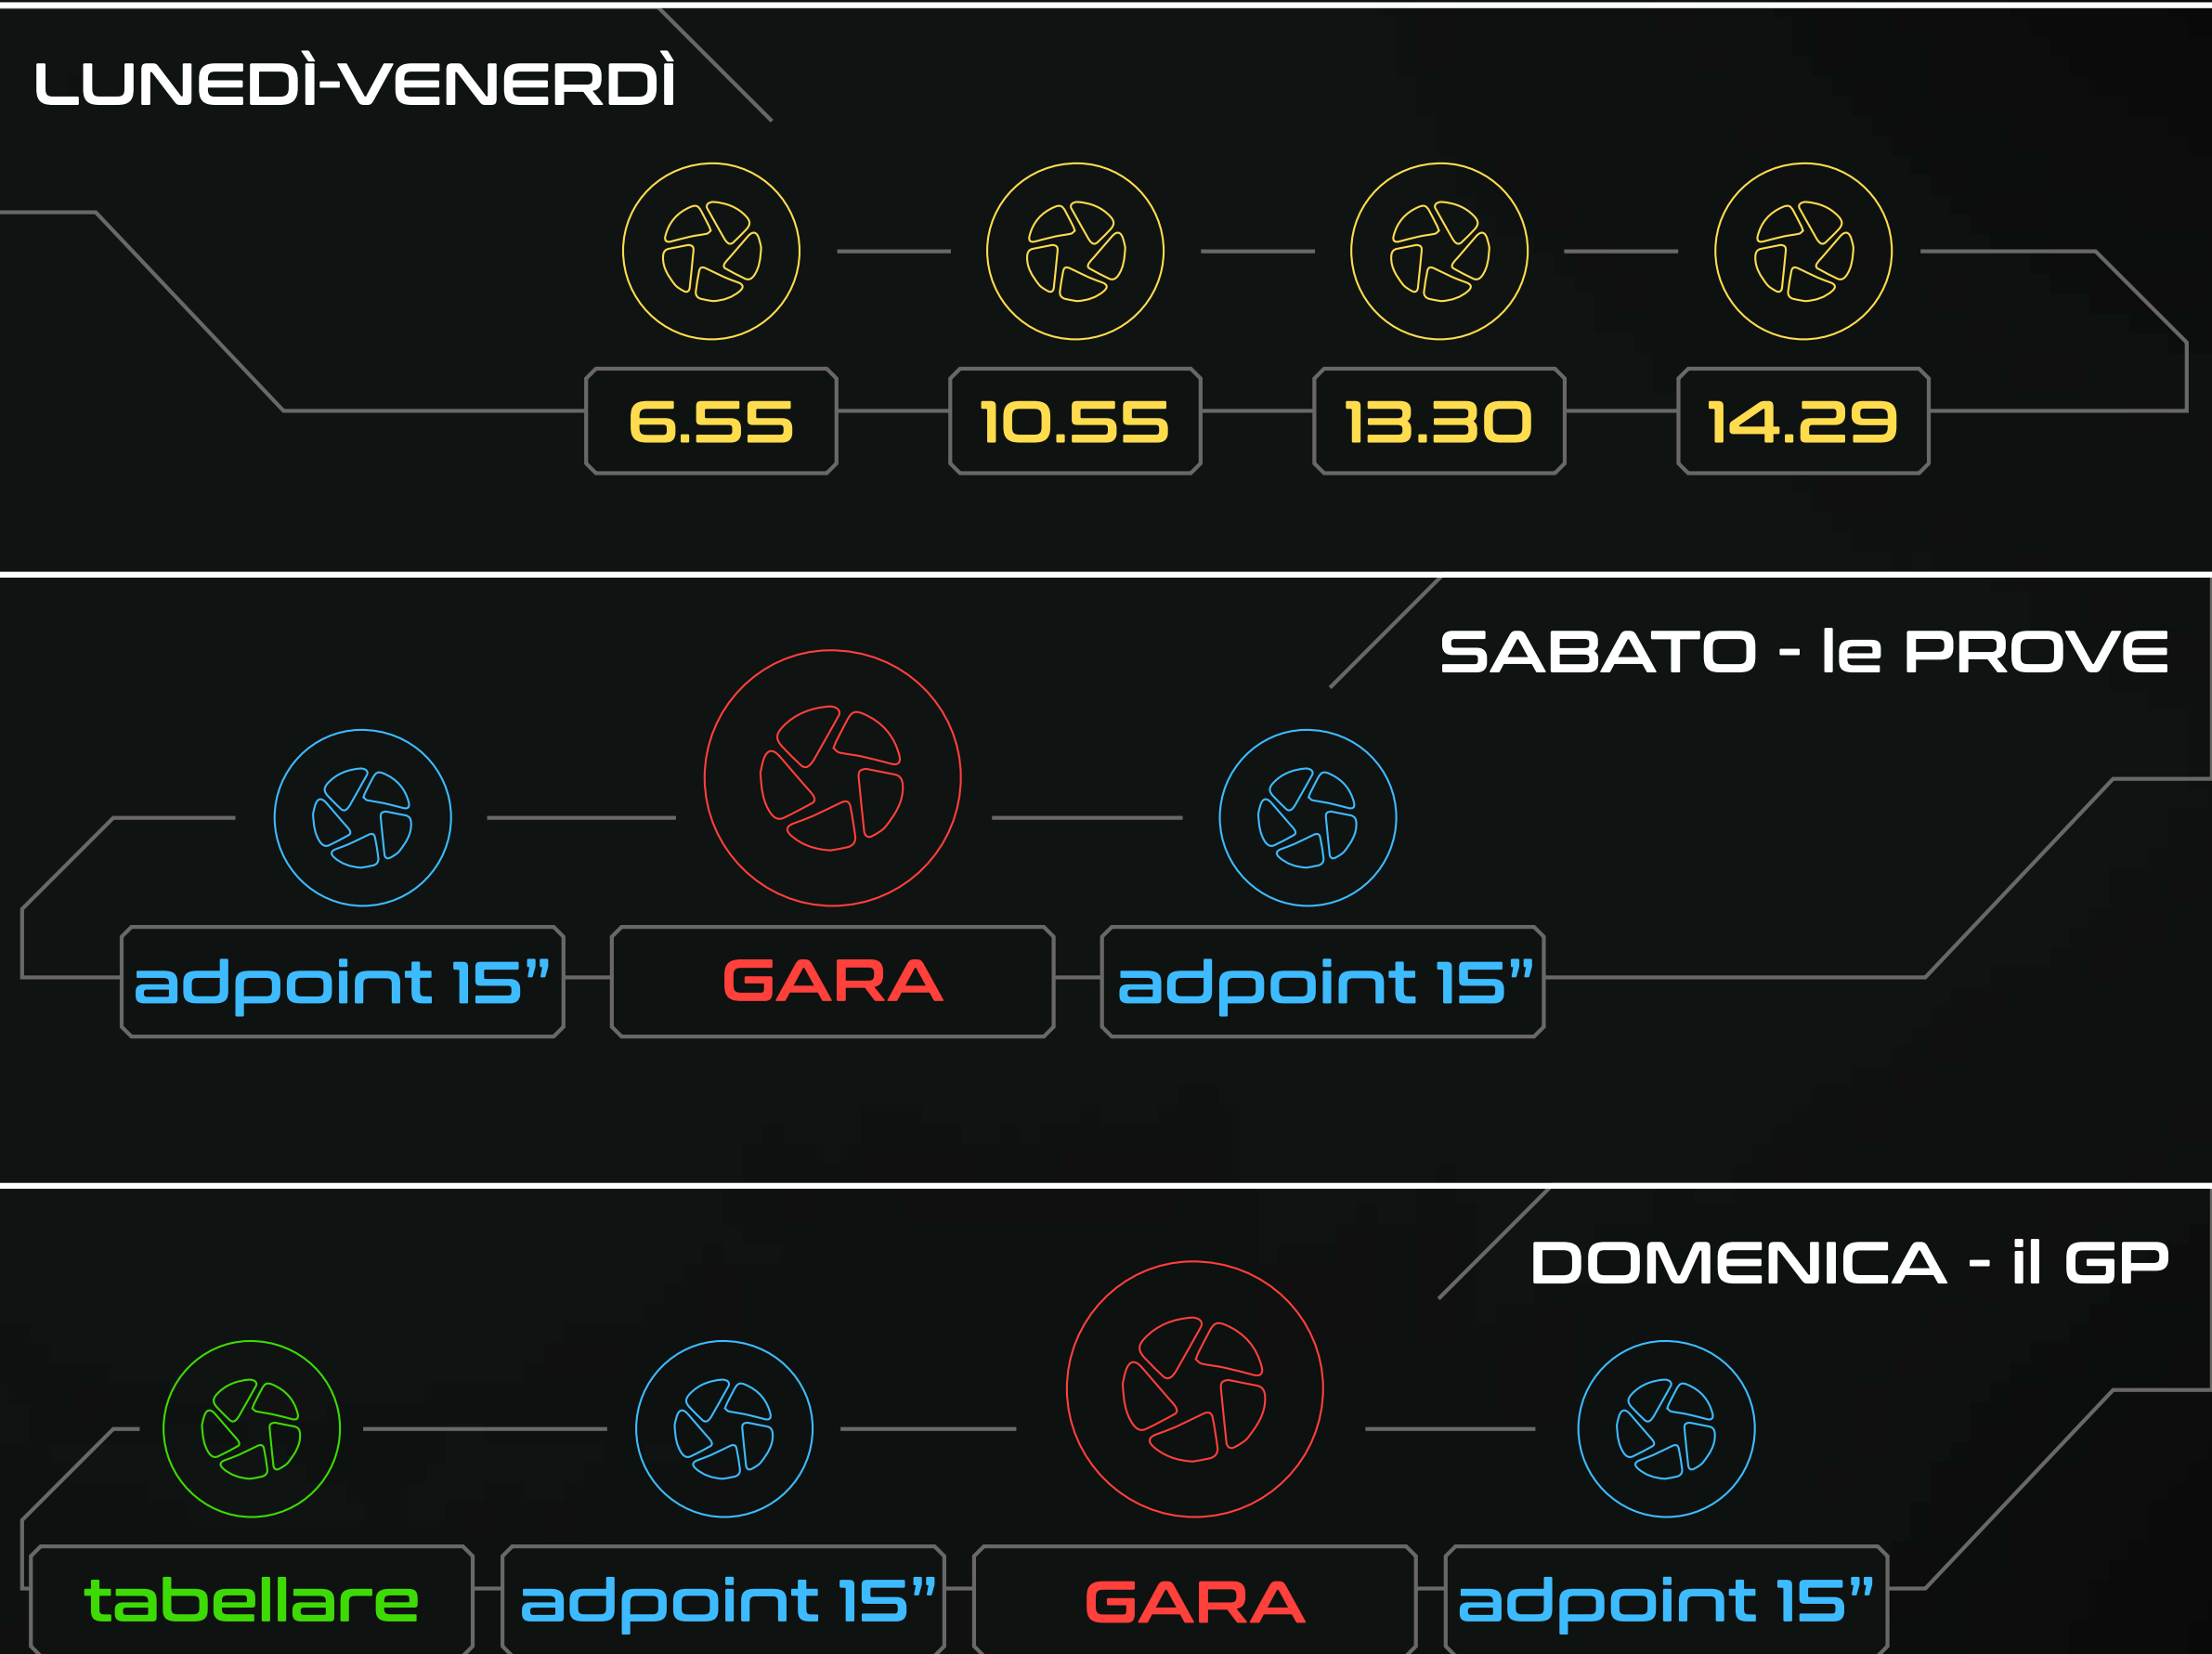 LUNEDÌ-VENERDÌ
6.55 10.55 13.30 14.29
SABATO - le PROVE
adpoint 15” GARA adpoint 15”
DOMENICA - il GP
tabellare adpoint 15” GARA adpoint 15”